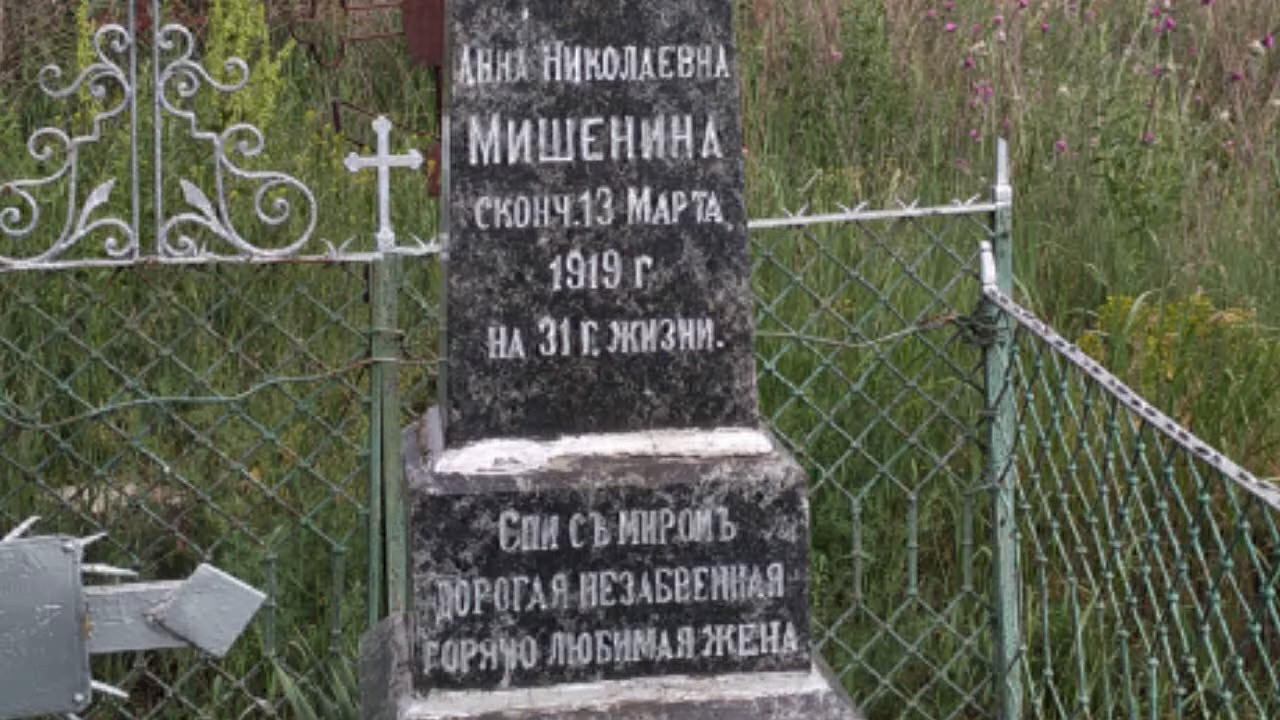 Анна Николаевна
Мишенина
сконч. 13 Марта
1919 г.
на 31 г. жизни.
Спи съ миромъ
дорогая незабвенная
горячо любимая жена